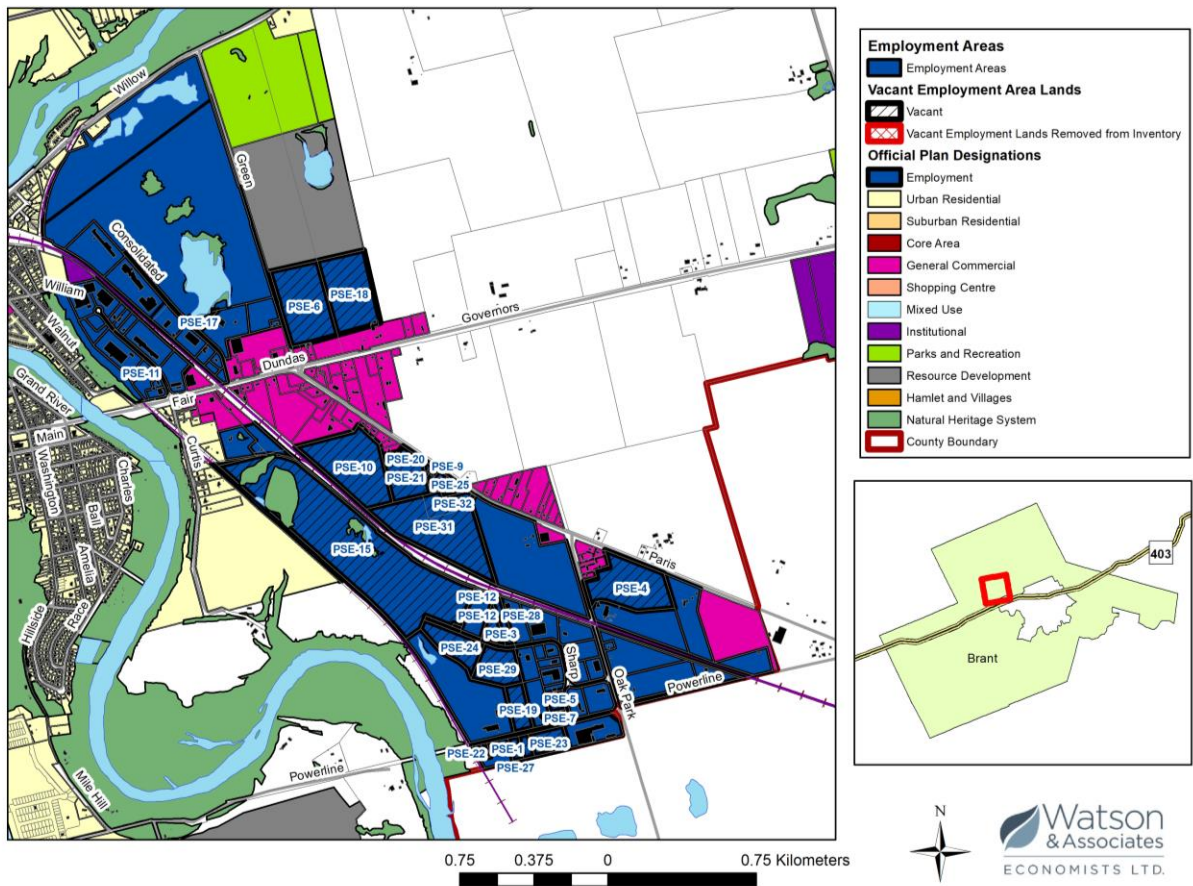 Willow
Green
Consolidated
William
PSE-6
PSE-18
Walnut
PSE-17
Governors
Dundas
PSE-11
Fair
Grand River
Main
Curtis
Washington
Charles
Ball
Amelia
Race
Hillside
PSE-10
PSE-20
PSE-9
PSE-21
PSE-25
PSE-32
PSE-31
PSE-15
Paris
PSE-4
PSE-12
PSE-12
PSE-28
PSE-3
PSE-24
PSE-29
Sharp
Oak Park
Powerline
PSE-5
PSE-19
PSE-7
PSE-22
PSE-1
PSE-23
PSE-27
Powerline
Mile Hill
Employment Areas
Employment Areas
Vacant Employment Area Lands
Vacant
Vacant Employment Lands Removed from Inventory
Official Plan Designations
Employment
Urban Residential
Suburban Residential
Core Area
General Commercial
Shopping Centre
Mixed Use
Institutional
Parks and Recreation
Resource Development
Hamlet and Villages
Natural Heritage System
County Boundary
403
Brant
N
Watson
& Associates
ECONOMISTS LTD.
0.75 0.375 0 0.75 Kilometers